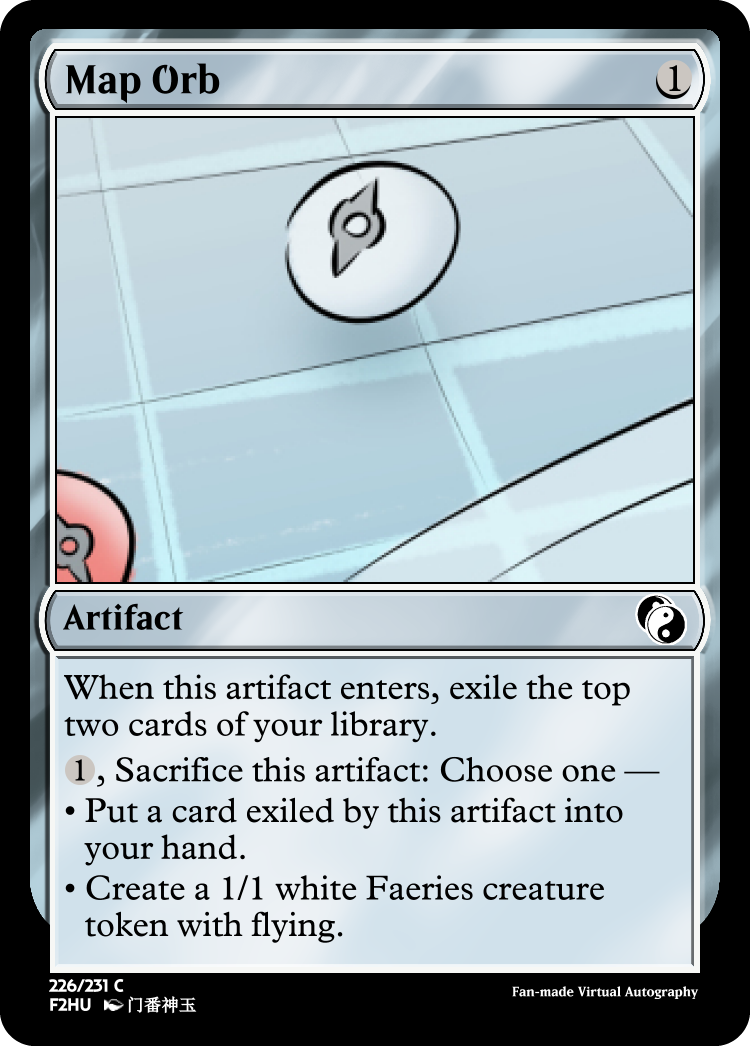 Map Orb 1
Artifact
When this artifact enters, exile the top
two cards of your library.
1, Sacrifice this artifact: Choose one —
• Put a card exiled by this artifact into
your hand.
• Create a 1/1 white Faeries creature
token with flying.
226/231 C
F2HU 门番神玉
Fan-made Virtual Autography